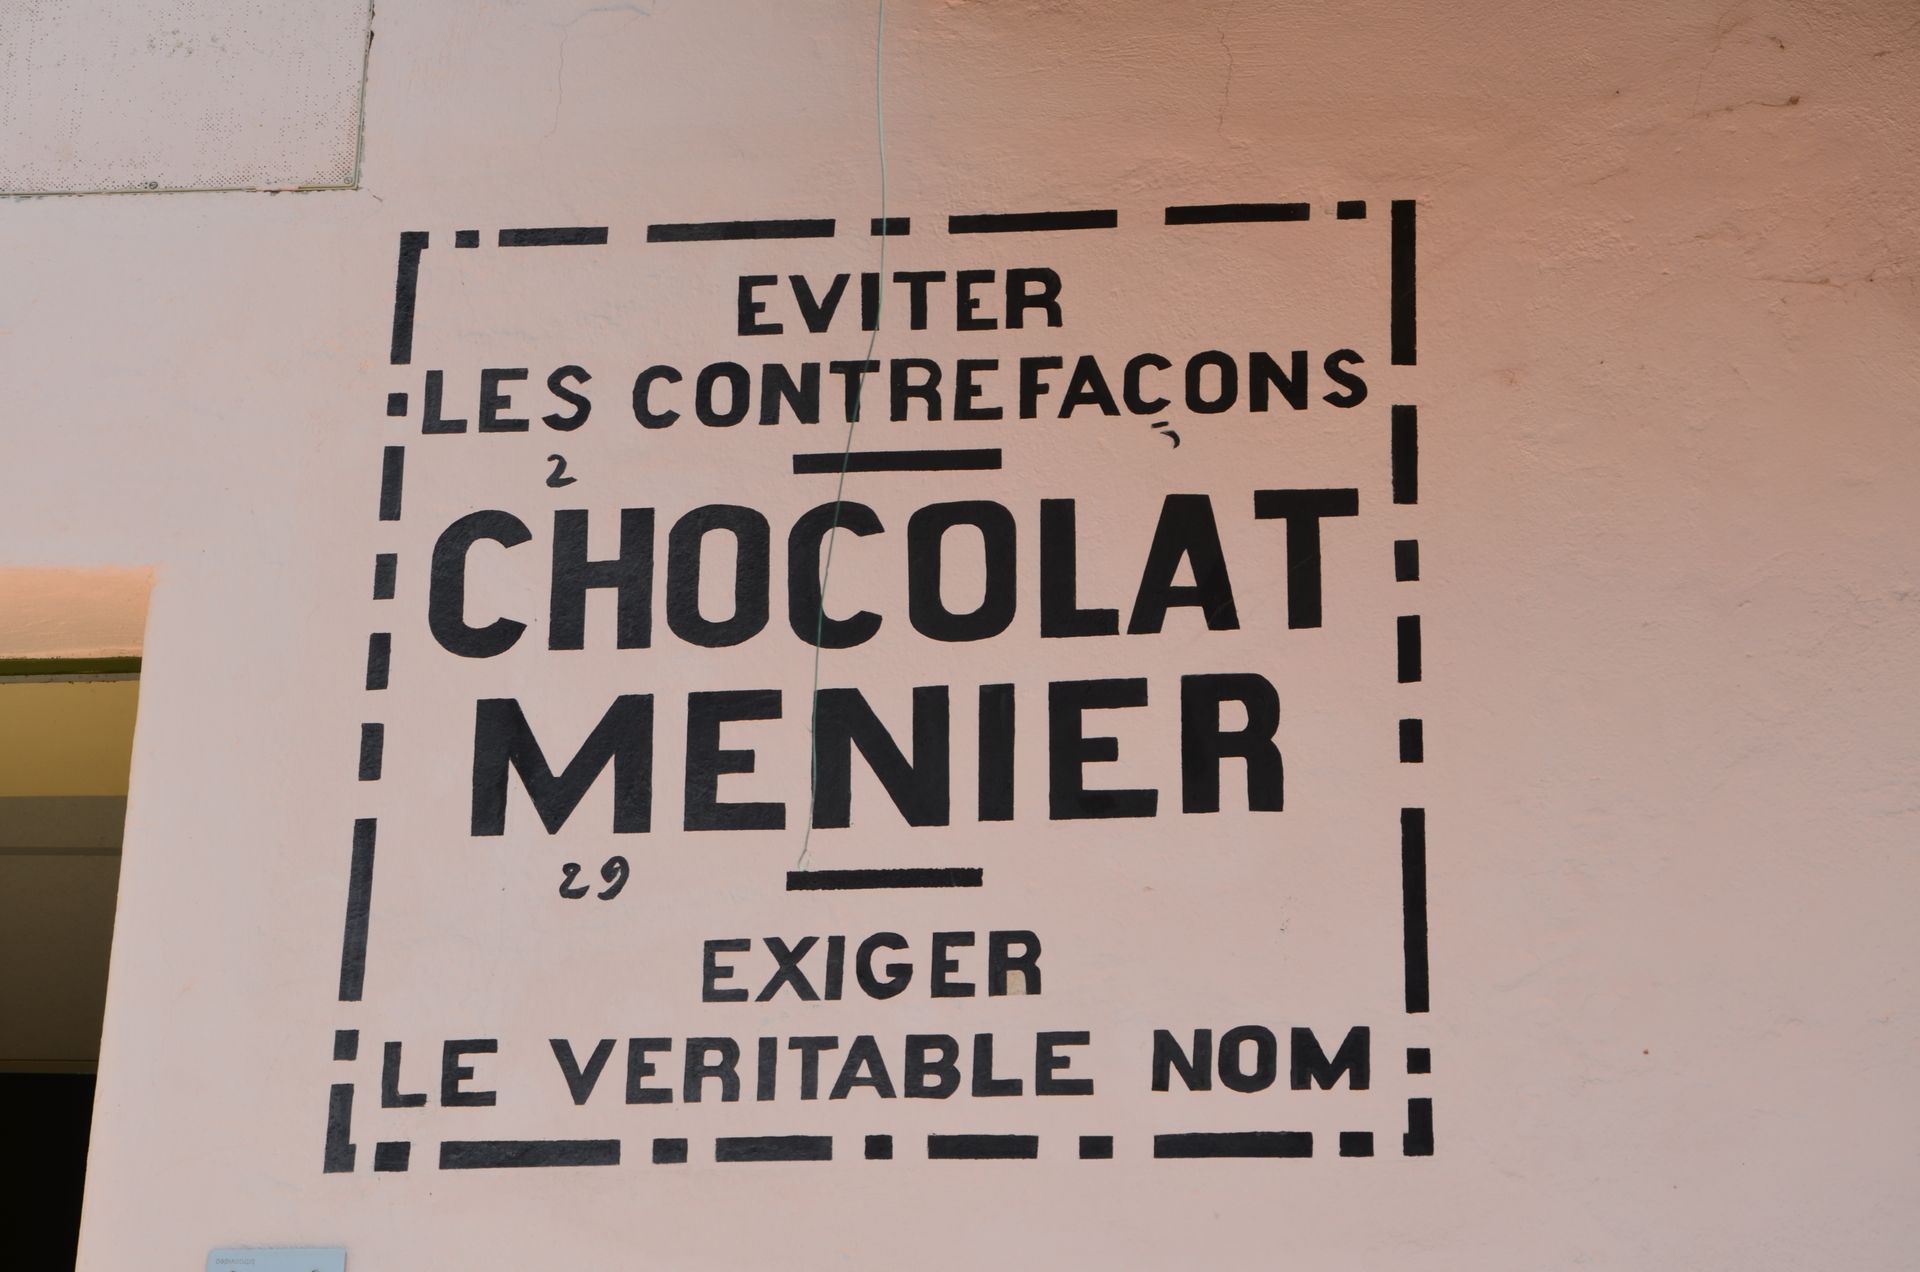 EVITER
LES CONTREFAÇONS
2
CHOCOLAT
MENIER
29
EXIGER
LE VERITABLE NOM